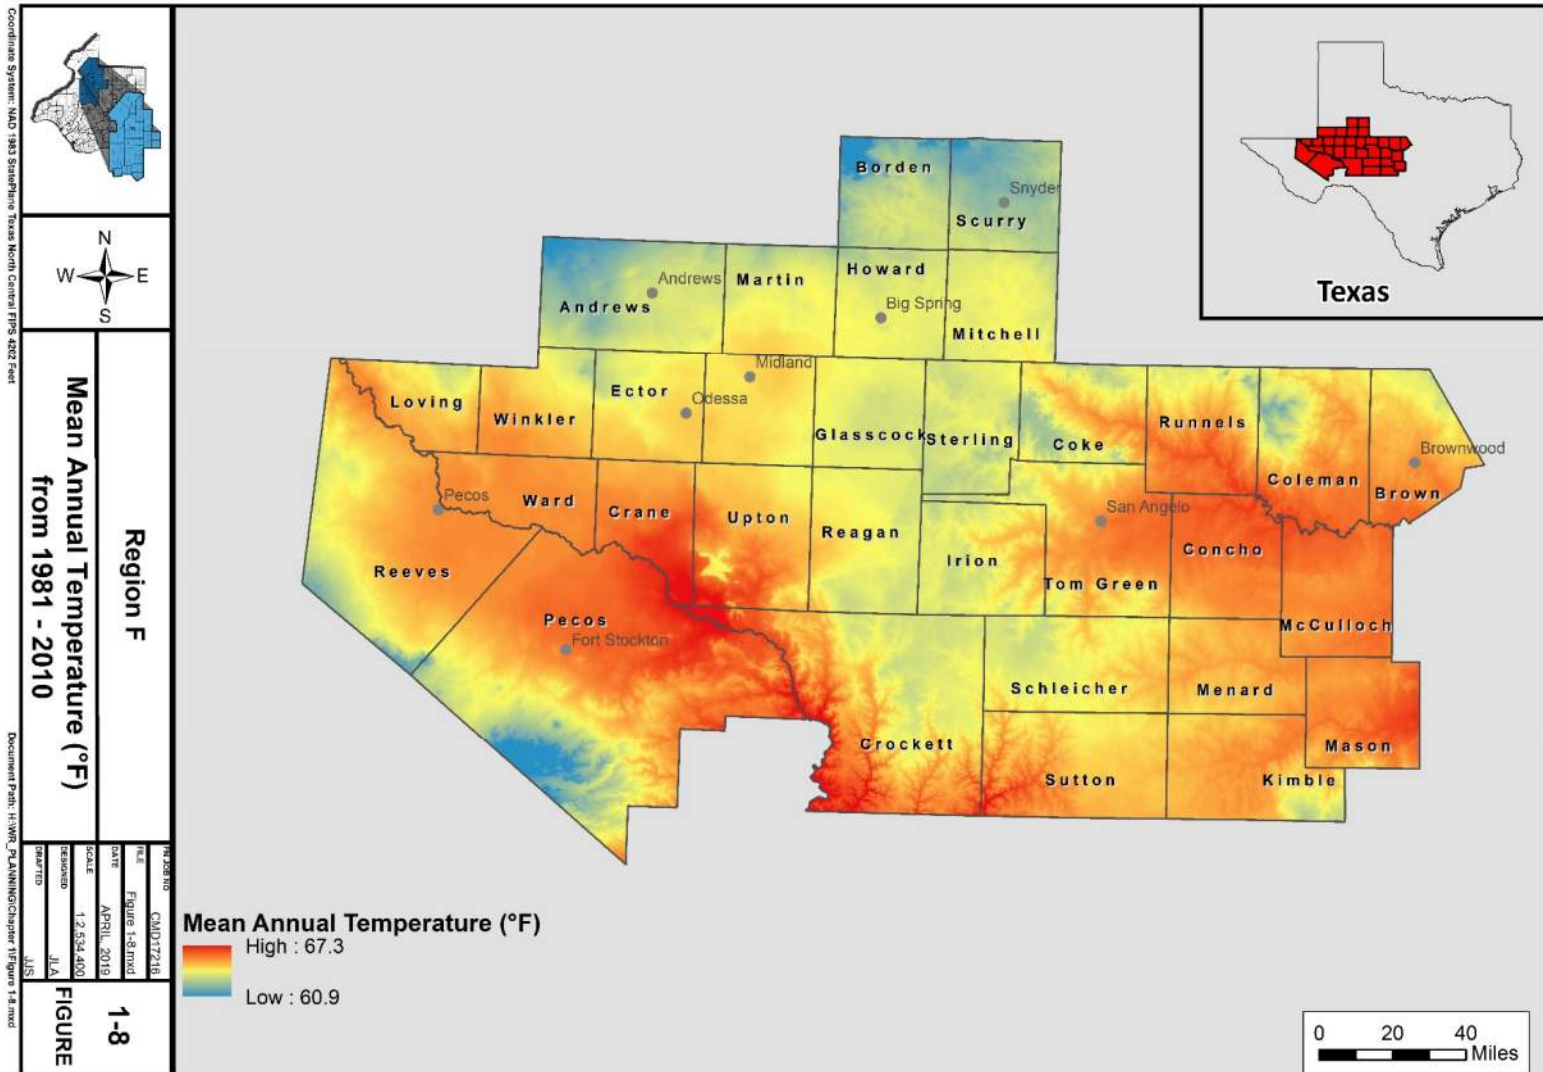 Coordinate System: NAD 1983 StatePlane Texas North Central FIPS 4202 Feet
Document Path: H:\WR_PLANNING\Chapter 1\Figure 1-8.mxd
N
W
E
S
Region F
Mean Annual Temperature (°F)
from 1981 - 2010
FN JOB NO
CMD17216
FILE
Figure 1-8.mxd
DATE
APRIL, 2019
SCALE
1:2,534,400
DESIGNED
JLA
DRAFTED
JJS
1-8
FIGURE
Texas
Borden
Snyder
Scurry
Andrews
Andrews
Martin
Howard
Big Spring
Mitchell
Midland
Loving
Winkler
Ector
Odessa
Glasscock
Sterling
Coke
Runnels
Coleman
Brownwood
Brown
Pecos
Ward
Crane
Upton
Reagan
Irion
San Angelo
Tom Green
Concho
Reeves
Pecos
Fort Stockton
McCulloch
Schleicher
Menard
Crockett
Sutton
Kimble
Mason
Mean Annual Temperature (°F)
High : 67.3
Low : 60.9
0 20 40
Miles